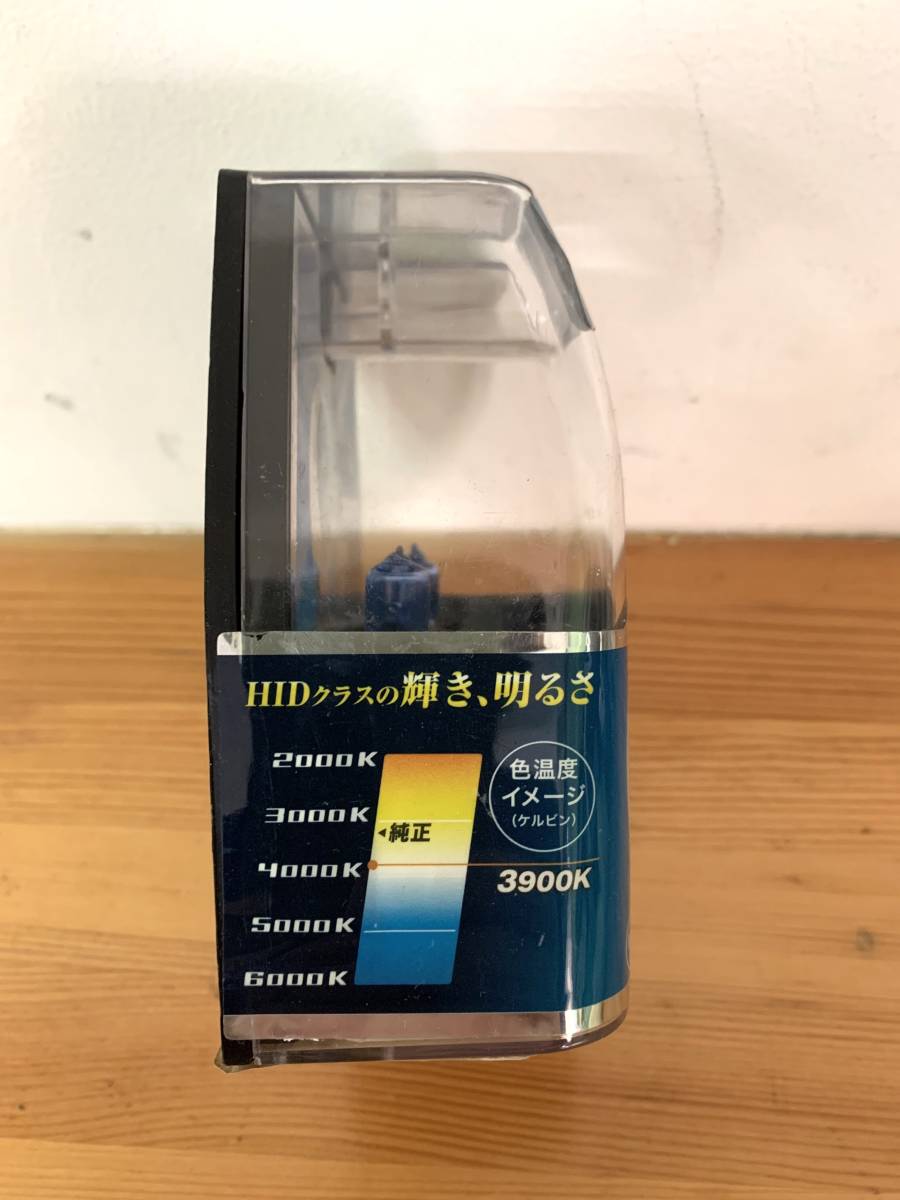 HIDクラスの輝き、明るさ
2000K
3000K
◂純正
4000K
5000K
6000K
色温度
イメージ
(ケルビン)
3900K